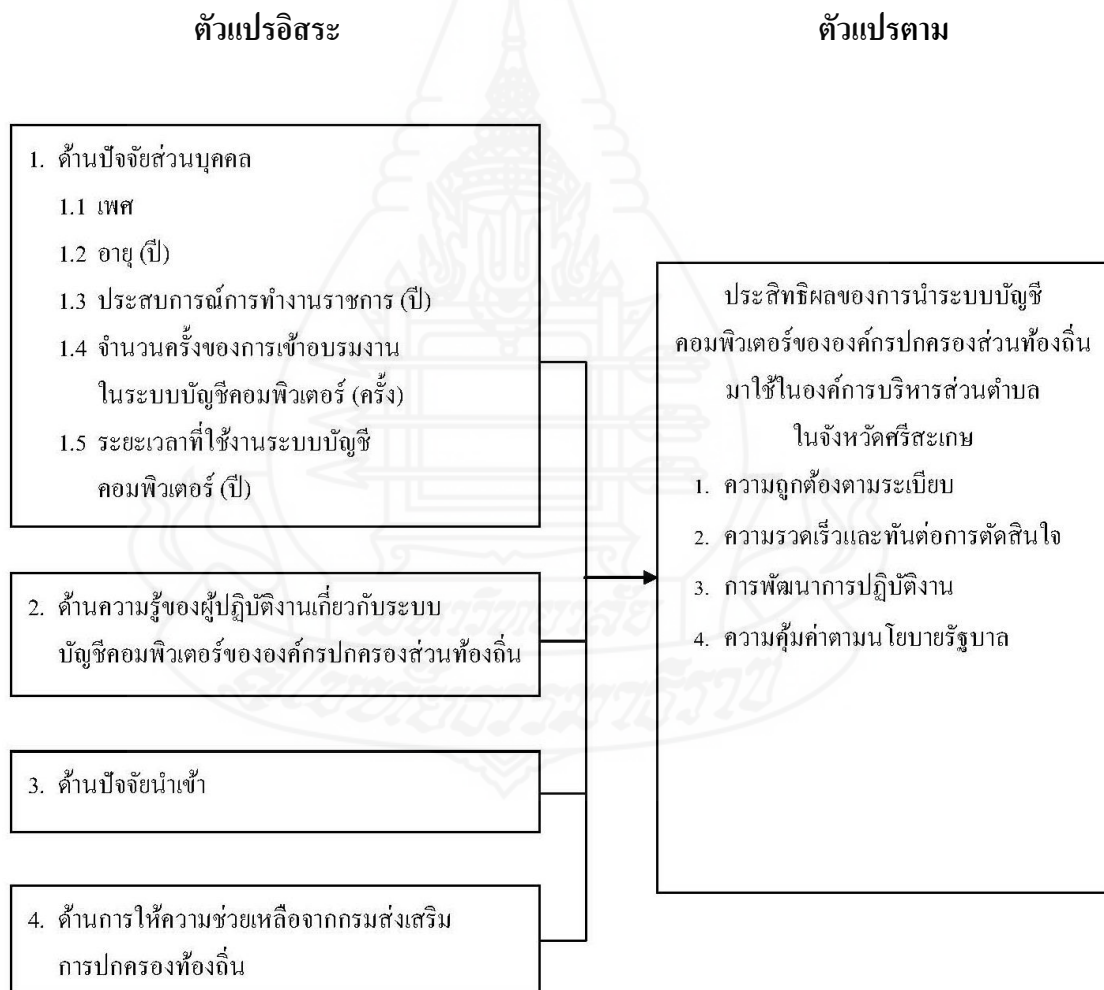 ตัวแปรอิสระ
ตัวแปรตาม
1. ด้านปัจจัยส่วนบุคคล
1.1 เพศ
1.2 อายุ (ปี)
1.3 ประสบการณ์การทำงานราชการ (ปี)
1.4 จำนวนครั้งของการเข้าอบรมงาน
ในระบบบัญชีคอมพิวเตอร์ (ครั้ง)
1.5 ระยะเวลาที่ใช้งานระบบบัญชี
คอมพิวเตอร์ (ปี)
2. ด้านความรู้ของผู้ปฏิบัติงานเกี่ยวกับระบบ
บัญชีคอมพิวเตอร์ขององค์กรปกครองส่วนท้องถิ่น
3. ด้านปัจจัยนำเข้า
4. ด้านการให้ความช่วยเหลือจากกรมส่งเสริม
การปกครองท้องถิ่น
ประสิทธิผลของการนำระบบบัญชี
คอมพิวเตอร์ขององค์กรปกครองส่วนท้องถิ่น
มาใช้ในองค์การบริหารส่วนตำบล
ในจังหวัดศรีสะเกษ
1. ความถูกต้องตามระเบียบ
2. ความรวดเร็วและทันต่อการตัดสินใจ
3. การพัฒนาการปฏิบัติงาน
4. ความคุ้มค่าตามนโยบายรัฐบาล